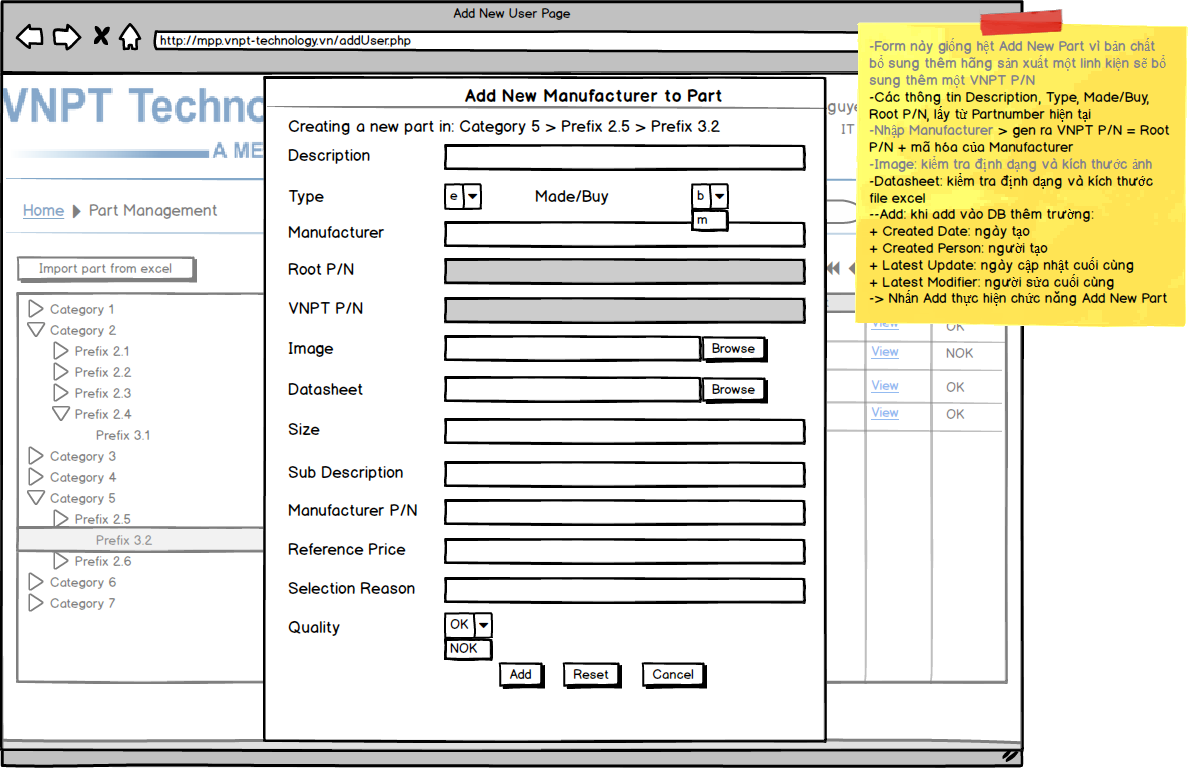 Add New User Page
http://mpp.vnpt-technology.vn/addUser.php
VNPT Techno
A ME
IT
Home
Part Management
Import part from excel
Category 1
Category 2
Prefix 2.1
Prefix 2.2
Prefix 2.3
Prefix 2.4
Prefix 3.1
Category 3
Category 4
Category 5
Prefix 2.5
Prefix 3.2
Prefix 2.6
Category 6
Category 7
Add New Manufacturer to Part
Creating a new part in: Category 5 > Prefix 2.5 > Prefix 3.2
Description
Type e Made/Buy b
m
Manufacturer
Root P/N
VNPT P/N
Image Browse
Datasheet Browse
Size
Sub Description
Manufacturer P/N
Reference Price
Selection Reason
Quality OK
NOK
Add Reset Cancel
View OK
View NOK
View OK
View OK
-Form này giống hệt Add New Part vì bản chất
bổ sung thêm hãng sản xuất một linh kiện sẽ bổ
sung thêm một VNPT P/N
-Các thông tin Description, Type, Made/Buy,
Root P/N, lấy từ Partnumber hiện tại
-Nhập Manufacturer > gen ra VNPT P/N = Root
P/N + mã hóa của Manufacturer
-Image: kiểm tra định dạng và kích thước ảnh
-Datasheet: kiểm tra định dạng và kích thước
file excel
--Add: khi add vào DB thêm trường:
+ Created Date: ngày tạo
+ Created Person: người tạo
+ Latest Update: ngày cập nhật cuối cùng
+ Latest Modifier: người sửa cuối cùng
-> Nhấn Add thực hiện chức năng Add New Part